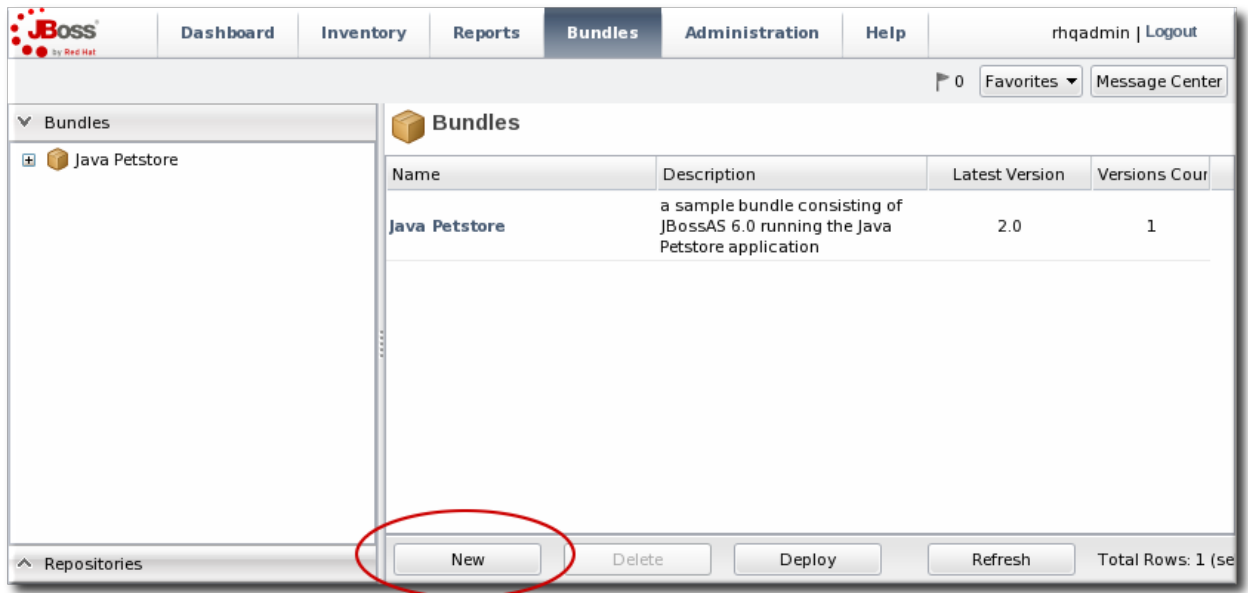 JBoss
by Red Hat
Dashboard
Inventory
Reports
Bundles
Administration
Help
rhqadmin | Logout
0
Favorites
Message Center
Bundles
Java Petstore
Repositories
Bundles
Name
Description
Latest Version
Versions Cour
Java Petstore
a sample bundle consisting of
JBossAS 6.0 running the Java
Petstore application
2.0
1
New
Delete
Deploy
Refresh
Total Rows: 1 (se